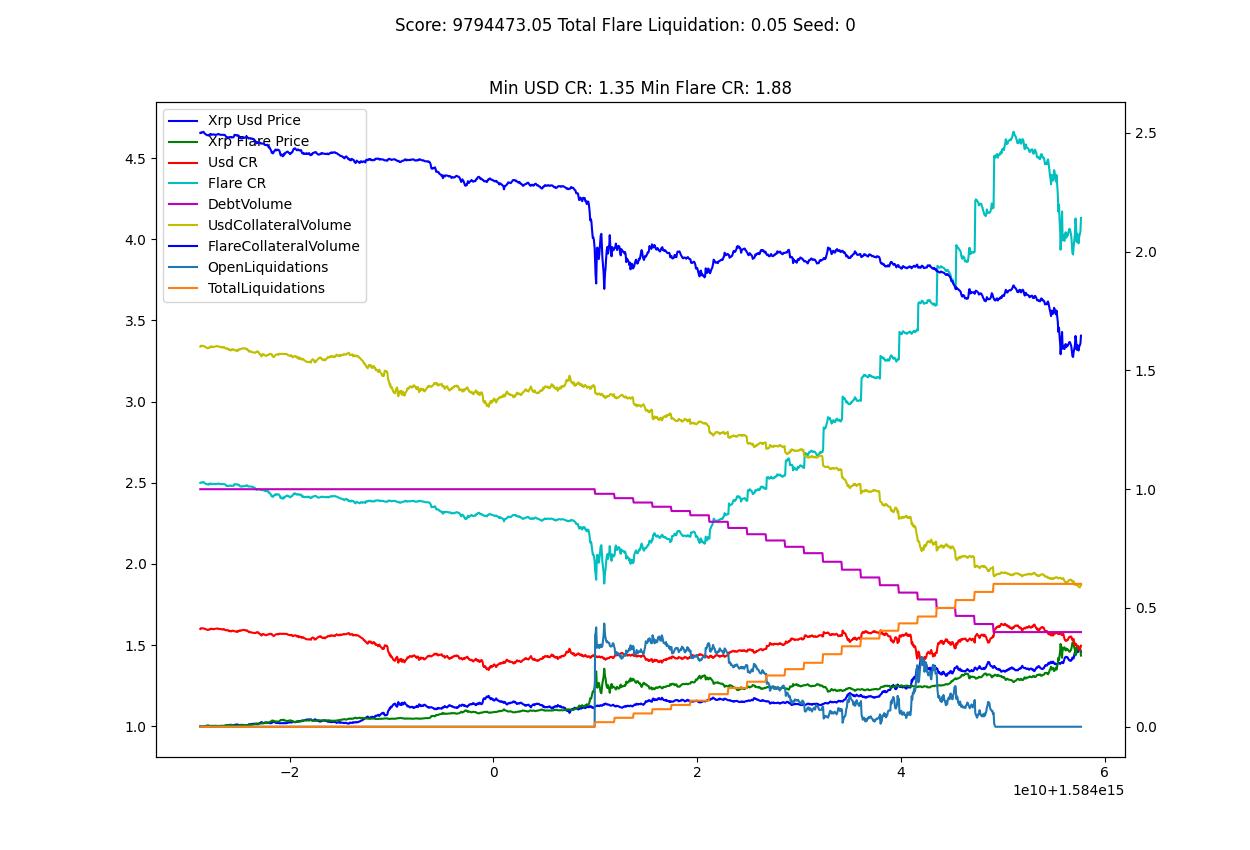 Score: 9794473.05 Total Flare Liquidation: 0.05 Seed: 0
Min USD CR: 1.35 Min Flare CR: 1.88
Xrp Usd Price
Xrp Flare Price
Usd CR
Flare CR
DebtVolume
UsdCollateralVolume
FlareCollateralVolume
OpenLiquidations
TotalLiquidations
4.5
4.0
3.5
3.0
2.5
2.0
1.5
1.0
2.5
2.0
1.5
1.0
0.5
0.0
−2 0 2 4 6
1e10+1.584e15